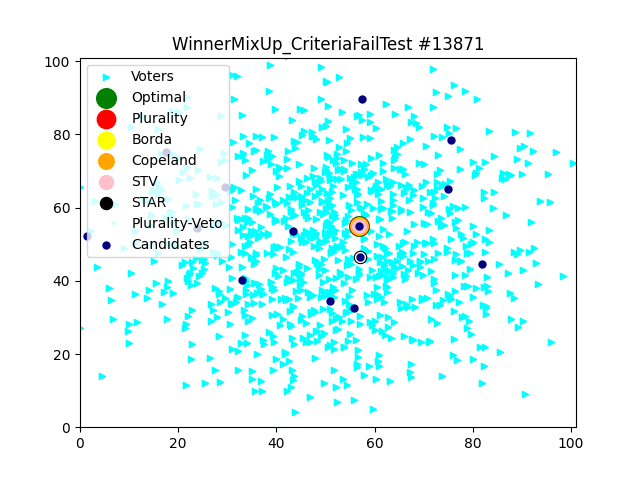 WinnerMixUp_CriteriaFailTest #13871
Voters
Optimal
Plurality
Borda
Copeland
STV
STAR
Plurality-Veto
Candidates
100
80
60
40
20
0
0 20 40 60 80 100